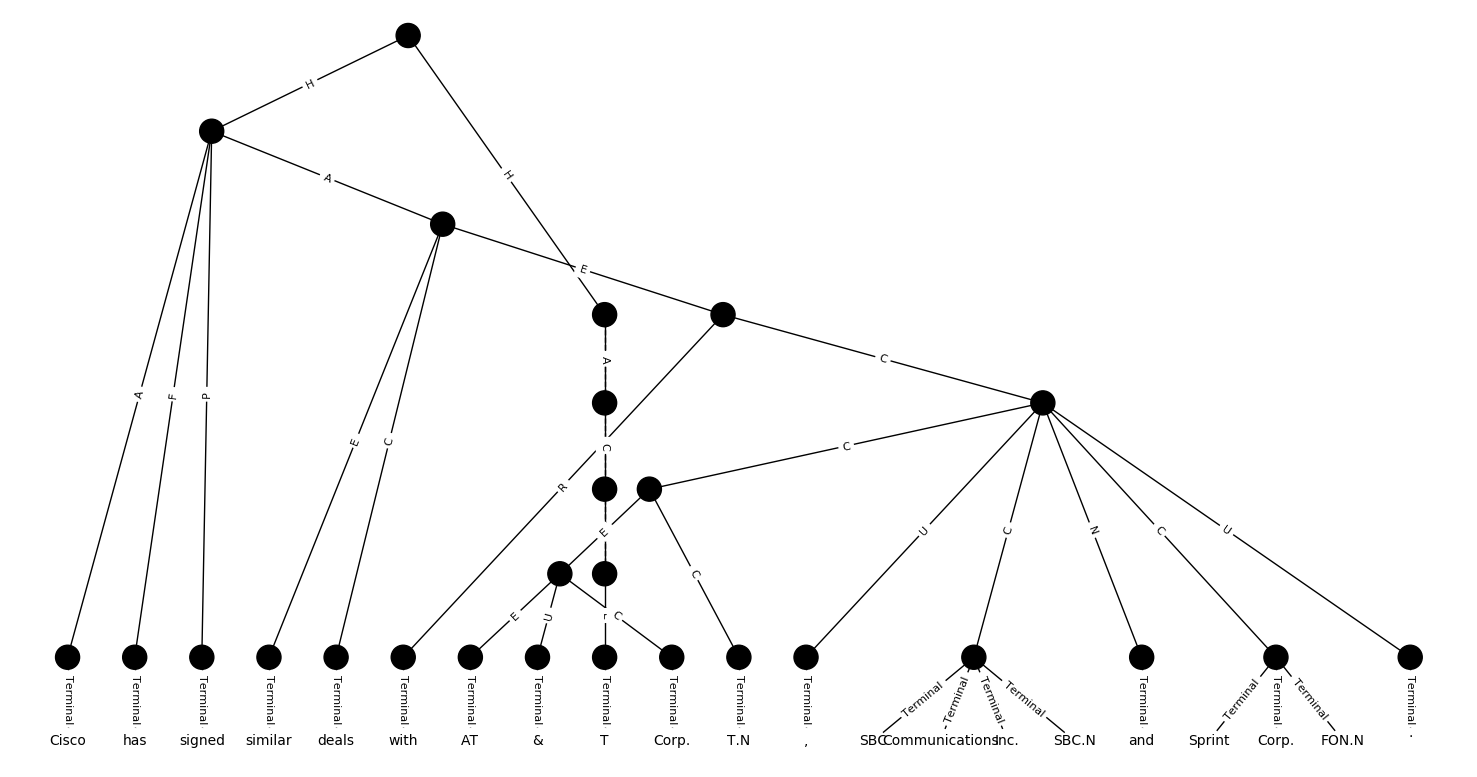 H
H
A
E
A
C
A
F
P
E
C
C
C
R
E
U
C
N
C
U
C
E
U
C
Terminal Terminal Terminal Terminal Terminal Terminal Terminal Terminal Terminal Terminal Terminal Terminal Terminal Terminal Terminal Terminal Terminal Terminal Terminal Terminal Terminal
Cisco has signed similar deals with AT & T Corp. T.N , SBC Communications Inc. SBC.N and Sprint Corp. FON.N .